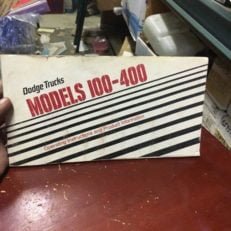 Dodge Trucks
MODELS 100-400
Operating Instructions and Product Information